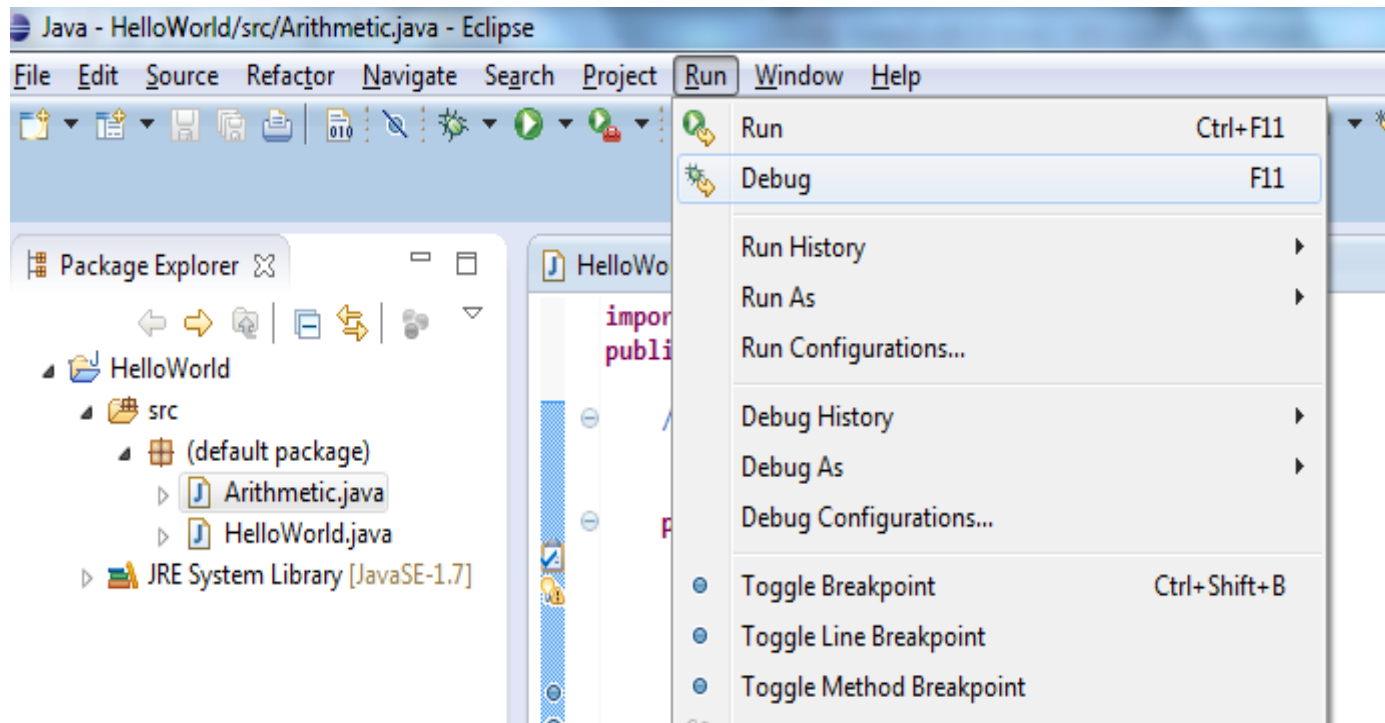 Java - HelloWorld/src/Arithmetic.java - Eclipse
File Edit Source Refactor Navigate Search Project Run Window Help
010
Run Ctrl+F11
Debug F11
Run History
Run As
Run Configurations...
Debug History
Debug As
Debug Configurations...
Toggle Breakpoint Ctrl+Shift+B
Toggle Line Breakpoint
Toggle Method Breakpoint
Package Explorer
HelloWorld
src
(default package)
J Arithmetic.java
J HelloWorld.java
JRE System Library [JavaSE-1.7]
J HelloWo
impor
publi
/
p